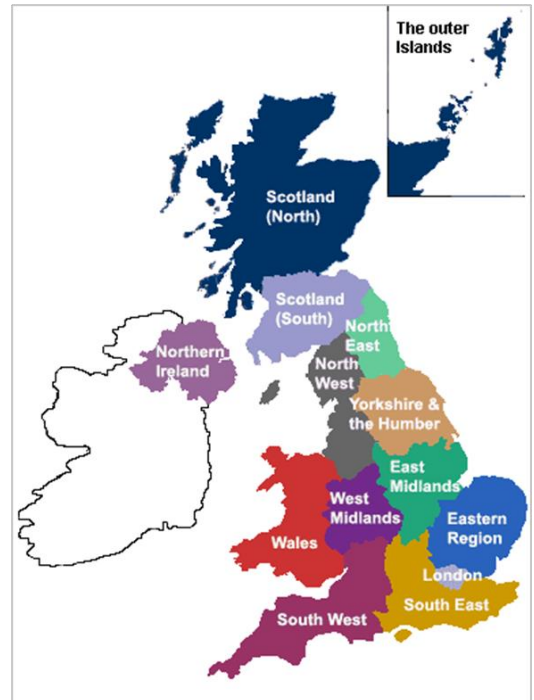 The outer
Islands
Scotland
(North)
Scotland
(South)
North
East
Northern
Ireland
North
West
Yorkshire &
the Humber
East
Midlands
West
Midlands
Eastern
Region
Wales
London
South East
South West